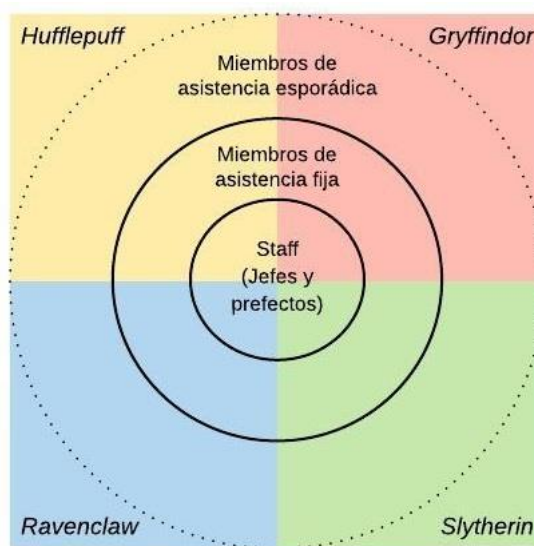 Hufflepuff
Gryffindor
Miembros de
asistencia esporádica
Miembros de
asistencia fija
Staff
(Jefes y
prefectos)
Ravenclaw
Slytherin